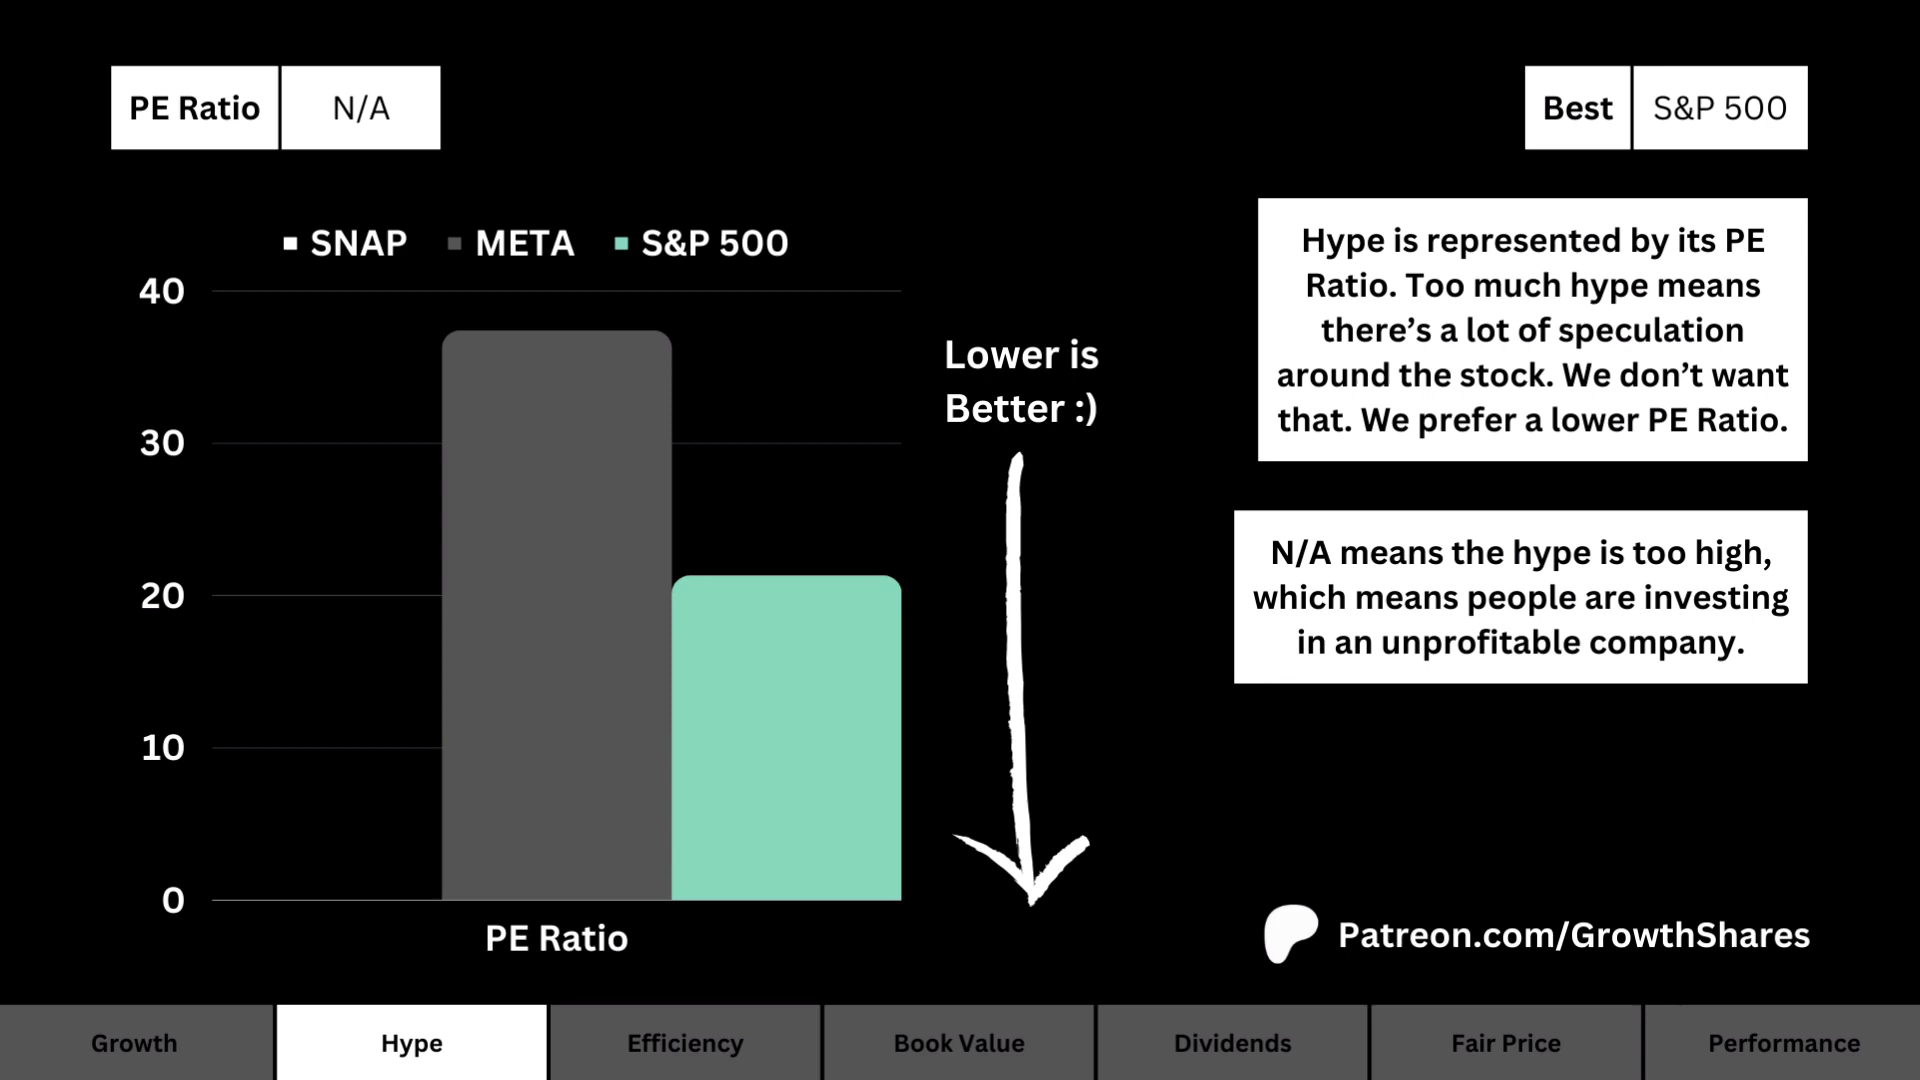 PE Ratio N/A
Best S&P 500
SNAP META S&P 500
40
30
20
10
0
PE Ratio
Lower is
Better :)
Hype is represented by its PE
Ratio. Too much hype means
there’s a lot of speculation
around the stock. We don’t want
that. We prefer a lower PE Ratio.
N/A means the hype is too high,
which means people are investing
in an unprofitable company.
Patreon.com/GrowthShares
Growth Hype Efficiency Book Value Dividends Fair Price Performance